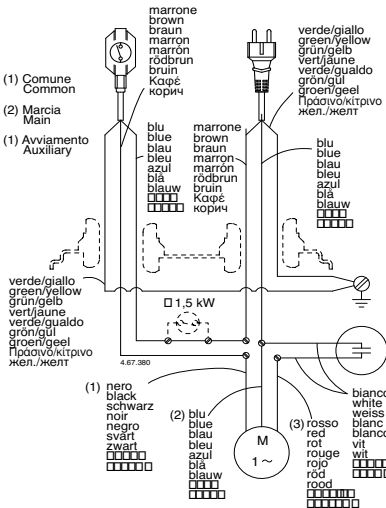 marrone
brown
braun
marron
marrón
rödbrun
bruin
Καφέ
корич
verde/giallo
green/yellow
grün/gelb
vert/jaune
verde/gualdo
grön/gül
groen/geel
Πράσινο/κίτρινο
жел./желт
(1) Comune
Common
(2) Marcia
Main
(1) Avviamento
Auxiliary
blu
blue
blau
bleu
azul
blå
blauw
marrone
brown
braun
marron
marrón
rödbrun
bruin
Καφέ
корич
blu
blue
blau
bleu
azul
blå
blauw
verde/giallo
green/yellow
grün/gelb
vert/jaune
verde/gualdo
grön/gül
groen/geel
Πράσινο/κίτρινο
жел./желт
1,5 kW
4.67.380
(1) nero
black
schwarz
noir
negro
svart
zwart
(2) blu
blue
blau
bleu
azul
blå
blauw
M
1~
(3) rosso
red
rot
rouge
rojo
röd
rood
bianco
white
weiss
blanc
blanco
vit
wit